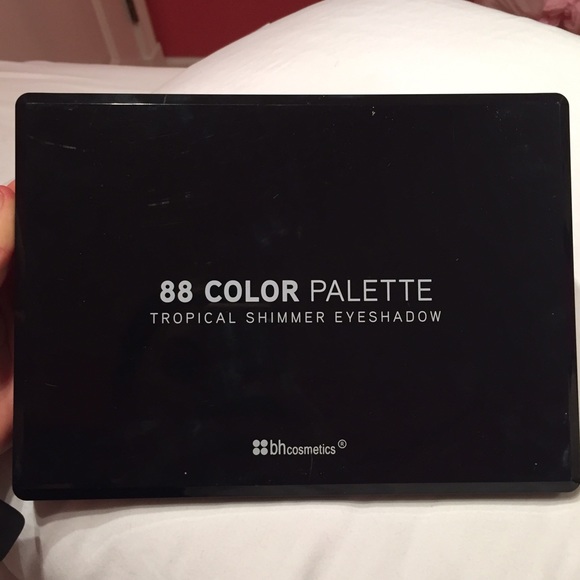 88 COLOR PALETTE
TROPICAL SHIMMER EYESHADOW
bhcosmetics®